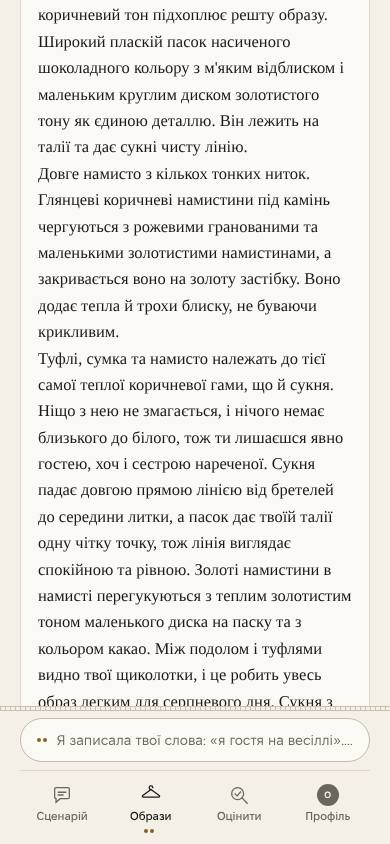 коричневий тон підхоплює решту образу.
Широкий пласкій пасок насиченого
шоколадного кольору з м'яким відблиском і
маленьким круглим диском золотистого
тону як єдиною деталлю. Він лежить на
талії та дає сукні чисту лінію.
Довге намисто з кількох тонких ниток.
Глянцеві коричневі намистини під камінь
чергуються з рожевими гранованими та
маленькими золотистими намистинами, а
закривається воно на золоту застібку. Воно
додає тепла й трохи блиску, не буваючи
крикливим.
Туфлі, сумка та намисто належать до тієї
самої теплої коричневої гами, що й сукня.
Ніщо з нею не змагається, і нічого немає
близького до білого, тож ти лишаєшся явно
гостею, хоч і сестрою нареченої. Сукня
падає довгою прямою лінією від бретелей
до середини литки, а пасок дає твоїй талії
одну чітку точку, тож лінія виглядає
спокійною та рівною. Золоті намистини в
намисті перегукуються з теплим золотистым
тоном маленького диска на паску та з
кольором какао. Між подолом і туфлями
видно твої щиколотки, і це робить увесь
образ легким для серпневого дня. Сукня з
Я записала твої слова: «я гостя на весіллі»....
Сценарій
Образи
Оцінити
О
Профіль